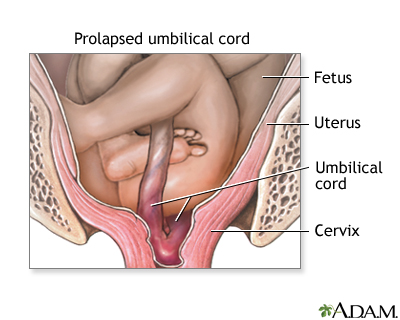 Prolapsed umbilical cord
Fetus
Uterus
Umbilical
cord
Cervix
A.D.A.M.